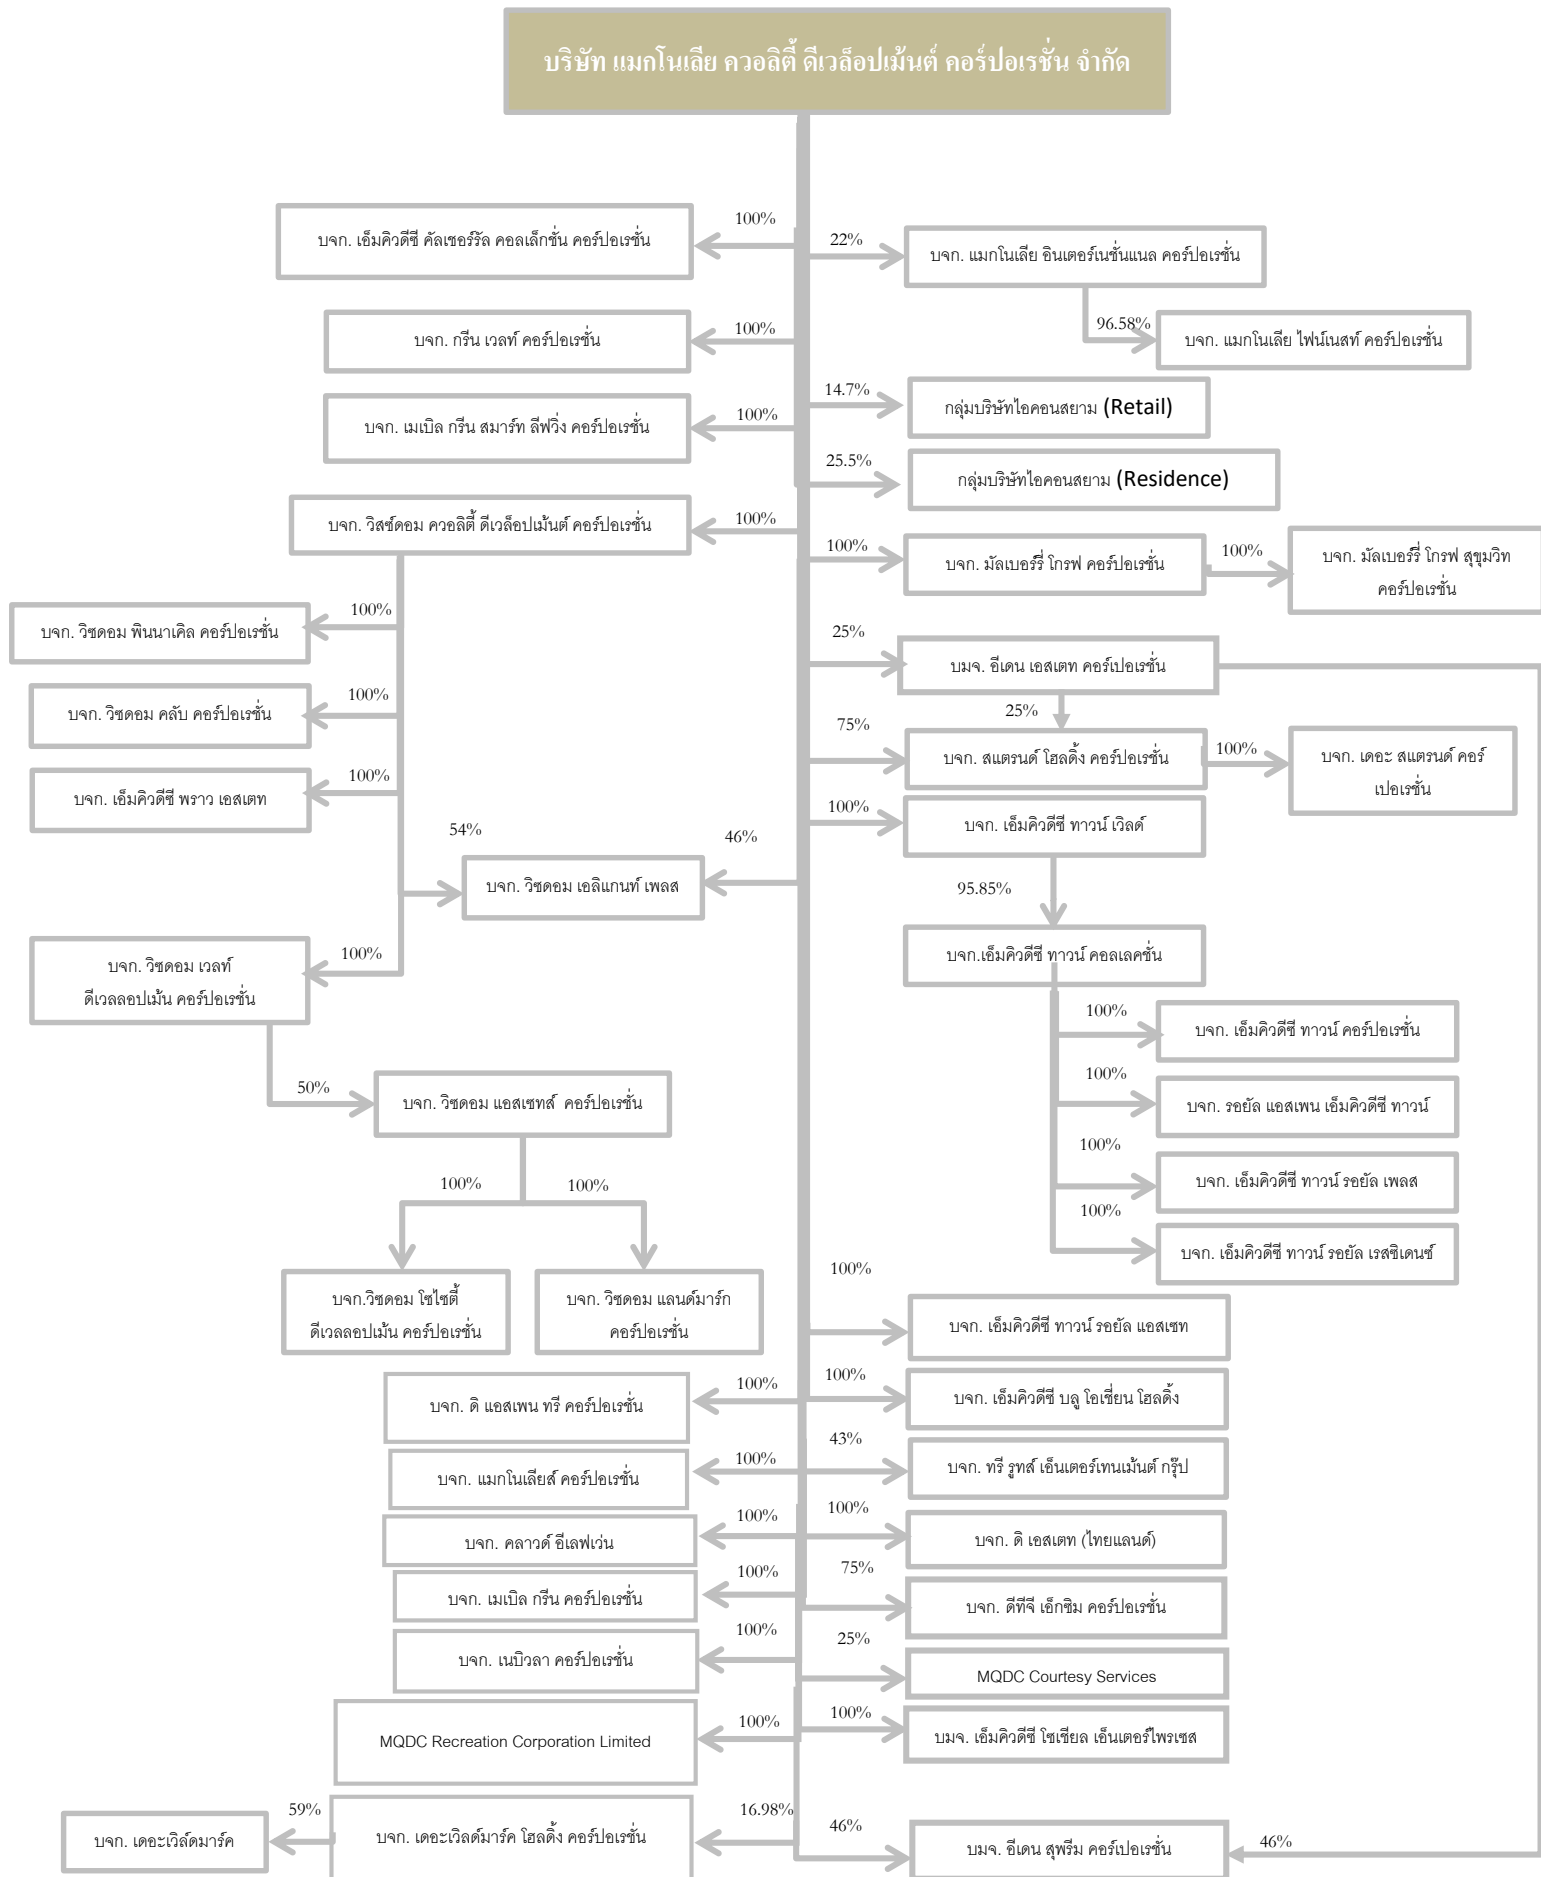 บริษัท แมกโนเลีย ควอลิตี้ ดีเวล็อปเม้นต์ คอร์ปอเรชั่น จำกัด
100%
บจก. เอ็มคิวดีซี คัลเชอร์รัล คอลเล็กชั่น คอร์ปอเรชั่น
22%
บจก. แมกโนเลีย อินเตอร์เนชั่นแนล คอร์ปอเรชั่น
96.58%
บจก. แมกโนเลีย ไฟน์เนสท์ คอร์ปอเรชั่น
100%
บจก. กรีน เวลท์ คอร์ปอเรชั่น
14.7%
กลุ่มบริษัทไอคอนสยาม (Retail)
100%
บจก. เมเบิล กรีน สมาร์ท ลีฟวิ่ง คอร์ปอเรชั่น
25.5%
กลุ่มบริษัทไอคอนสยาม (Residence)
100%
บจก. วิสซ์ดอม ควอลิตี้ ดีเวล็อปเม้นต์ คอร์ปอเรชั่น
100%
บจก. มัลเบอร์รี่ โกรฟ คอร์ปอเรชั่น
100%
บจก. มัลเบอร์รี่ โกรฟ สุขุมวิท
คอร์ปอเรชั่น
100%
บจก. วิซดอม พินนาเคิล คอร์ปอเรชั่น
25%
บมจ. อีเดน เอสเตท คอร์เปอเรชั่น
100%
บจก. วิซดอม คลับ คอร์ปอเรชั่น
25%
75%
บจก. สแตรนด์ โฮลดิ้ง คอร์ปอเรชั่น
100%
บจก. เดอะ สแตรนด์ คอร์
เปอเรชั่น
100%
บจก. เอ็มคิวดีซี พราว เอสเตท
100%
บจก. เอ็มคิวดีซี ทาวน์ เวิลด์
54%
46%
บจก. วิซดอม เอลิแกนท์ เพลส
95.85%
บจก.เอ็มคิวดีซี ทาวน์ คอลเลคชั่น
100%
บจก. วิซดอม เวลท์
ดีเวลลอปเม้น คอร์ปอเรชั่น
100%
บจก. เอ็มคิวดีซี ทาวน์ คอร์ปอเรชั่น
50%
บจก. วิซดอม แอสเซทส์ คอร์ปอเรชั่น
100%
บจก. รอยัล แอสเพน เอ็มคิวดีซี ทาวน์
100%
บจก. เอ็มคิวดีซี ทาวน์ รอยัล เพลส
100%
100%
100%
บจก. เอ็มคิวดีซี ทาวน์ รอยัล เรสซิเดนซ์
บจก.วิซดอม โซไซตี้
ดีเวลลอปเม้น คอร์ปอเรชั่น
บจก. วิซดอม แลนด์มาร์ก
คอร์ปอเรชั่น
100%
บจก. เอ็มคิวดีซี ทาวน์ รอยัล แอสเซท
100%
บจก. ดิ แอสเพน ทรี คอร์ปอเรชั่น
100%
บจก. เอ็มคิวดีซี บลู โอเชี่ยน โฮลดิ้ง
100%
บจก. แมกโนเลียส์ คอร์ปอเรชั่น
43%
บจก. ทรี รูทส์ เอ็นเตอร์เทนเม้นต์ กรุ๊ป
100%
บจก. คลาวด์ อีเลฟเว่น
100%
บจก. ดิ เอสเตท (ไทยแลนด์)
100%
บจก. เมเบิล กรีน คอร์ปอเรชั่น
75%
บจก. ดีทีจี เอ็กซิม คอร์ปอเรชั่น
100%
บจก. เนบิวลา คอร์ปอเรชั่น
25%
MQDC Courtesy Services
100%
MQDC Recreation Corporation Limited
100%
บมจ. เอ็มคิวดีซี โซเชียล เอ็นเตอร์ไพรเซส
59%
บจก. เดอะเวิล์ดมาร์ค
16.98%
บจก. เดอะเวิลด์มาร์ค โฮลดิ้ง คอร์ปอเรชั่น
46%
บมจ. อีเดน สุพรีม คอร์เปอเรชั่น
46%